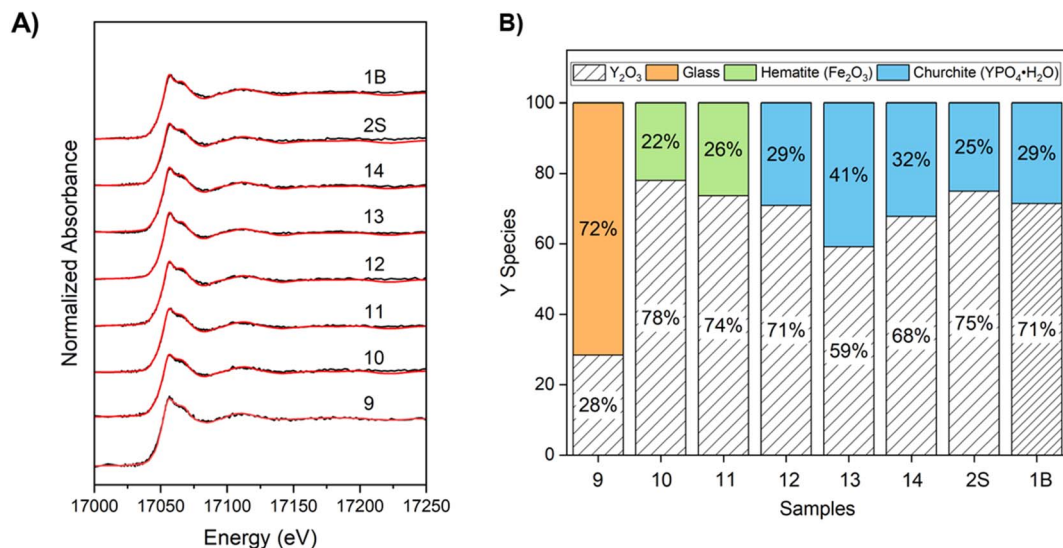 A)
1B
2S
14
13
12
11
10
9
Normalized Absorbance
17000 17050 17100 17150 17200 17250
Energy (eV)
B)
Y₂O₃ Glass Hematite (Fe₂O₃) Churchite (YPO₄•H₂O)
100
80
60
40
20
0
Y Species
72% 22% 26% 29% 41% 32% 25% 29%
28% 78% 74% 71% 59% 68% 75% 71%
9 10 11 12 13 14 2S 1B
Samples